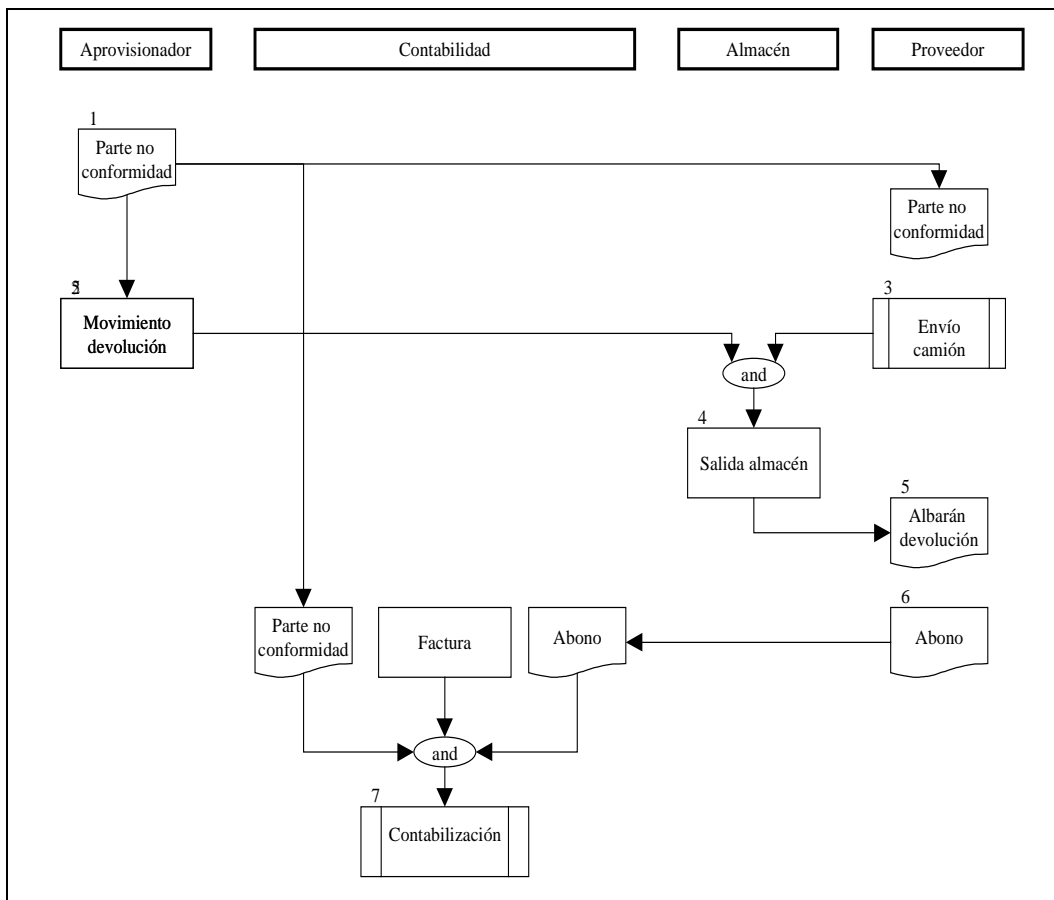 Aprovisionador
Contabilidad
Almacén
Proveedor
1
Parte no
conformidad
Parte no
conformidad
2
Movimiento
devolución
3
Envío
camión
and
4
Salida almacén
5
Albarán
devolución
6
Parte no
conformidad
Factura
Abono
Abono
and
7
Contabilización